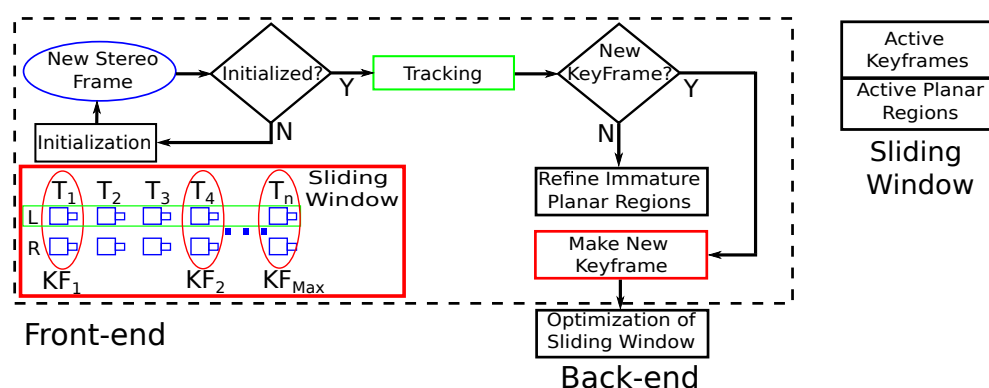 New Stereo
Frame
Initialized?
Y
N
Initialization
Tracking
New
KeyFrame?
Y
N
Refine Immature
Planar Regions
Make New
Keyframe
Optimization of
Sliding Window
Sliding
Window
T1 T2 T3 T4 Tn
L
R
KF1 KF2 KFMax
Front-end
Back-end
Active
Keyframes
Active Planar
Regions
Sliding
Window